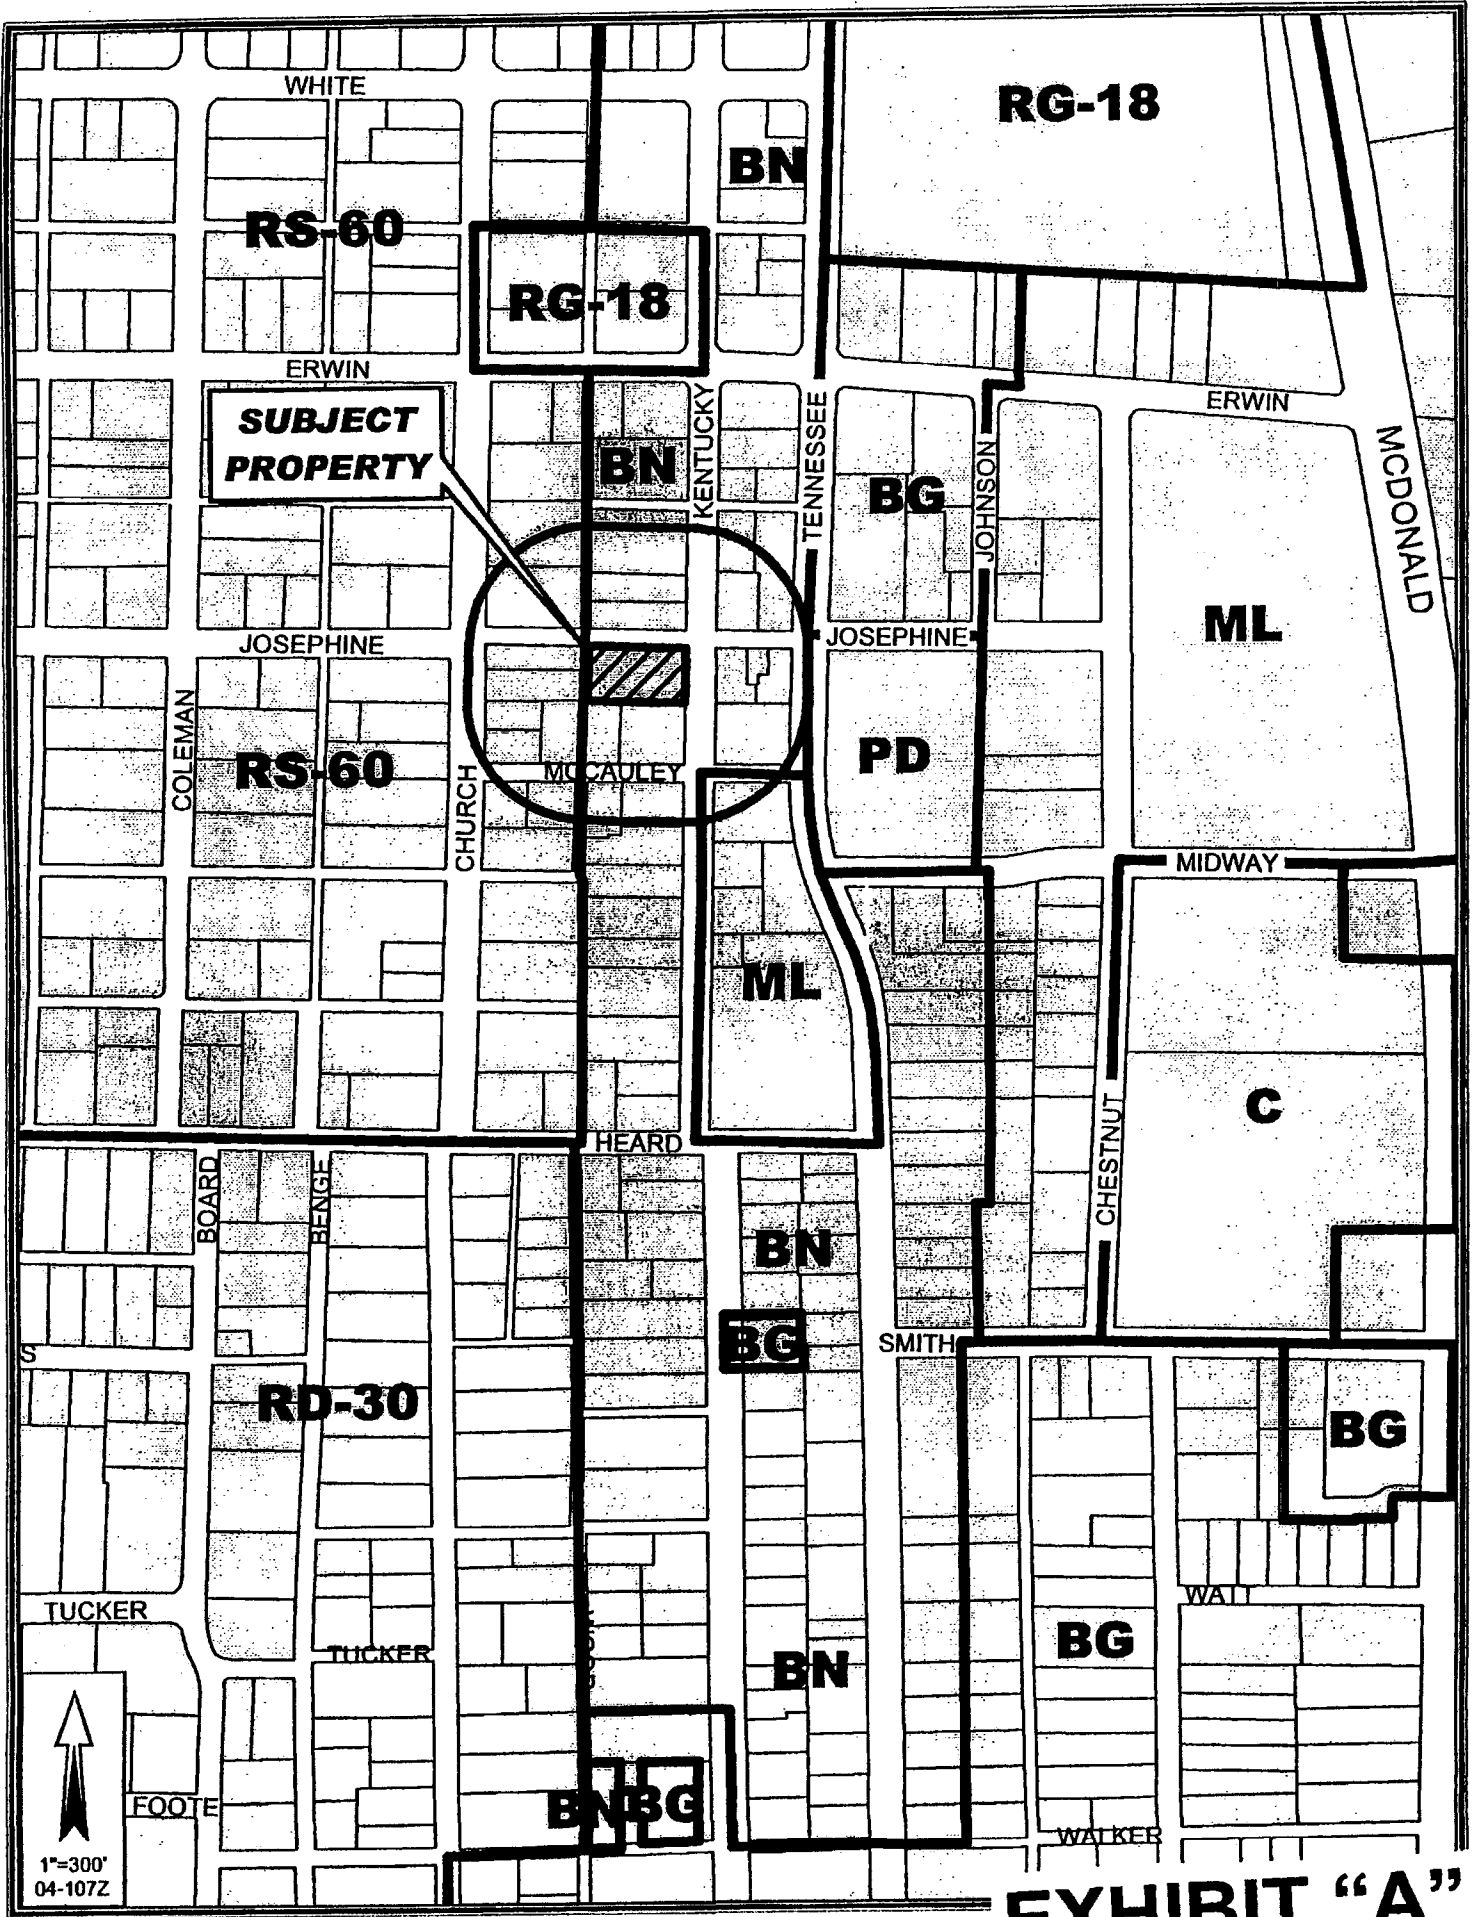 WHITE
RG-18
BN
RS-60
RG-18
ERWIN
ERWIN
SUBJECT
PROPERTY
BN
KENTUCKY
TENNESSEE
BG
JOHNSON
MCDONALD
ML
JOSEPHINE
JOSEPHINE
COLEMAN
RS-60
CHURCH
MCCAULEY
PD
MIDWAY
ML
C
CHESTNUT
HEARD
BOARD
BENGE
BN
BG
SMITH
S
RD-30
BG
TUCKER
TUCKER
WATT
BG
BN
FOOTE
BN
BG
WALKER
1"=300'
04-107Z
EXHIBIT “A”